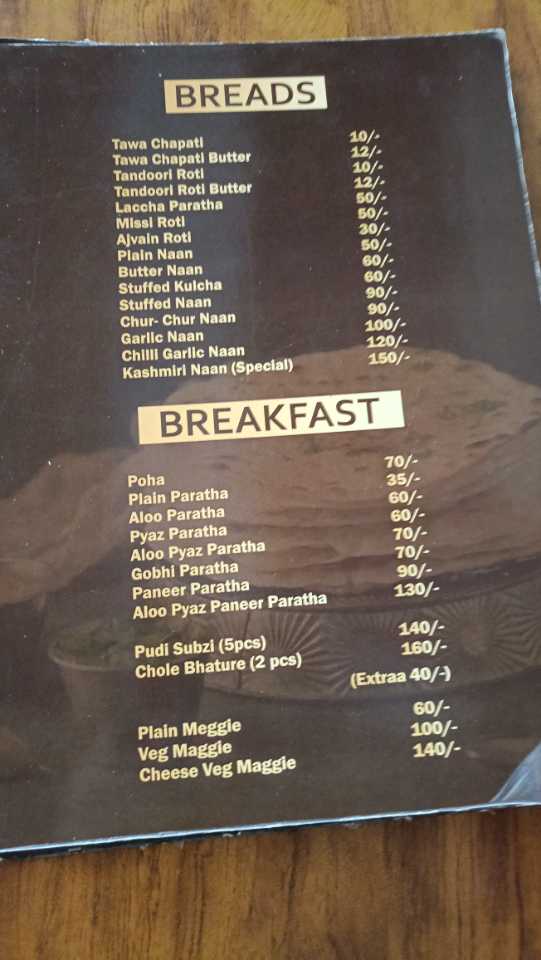 BREADS
Tawa Chapati 10/-
Tawa Chapati Butter 12/-
Tandoori Roti 10/-
Tandoori Roti Butter 12/-
Laccha Paratha 50/-
Missi Roti 50/-
Ajvain Roti 30/-
Plain Naan 50/-
Butter Naan 60/-
Stuffed Kulcha 60/-
Stuffed Naan 90/-
Chur- Chur Naan 90/-
Garlic Naan 100/-
Chilli Garlic Naan 120/-
Kashmiri Naan (Special) 150/-
BREAKFAST
Poha 70/-
Plain Paratha 35/-
Aloo Paratha 60/-
Pyaz Paratha 60/-
Aloo Pyaz Paratha 70/-
Gobhi Paratha 70/-
Paneer Paratha 90/-
Aloo Pyaz Paneer Paratha 130/-
Pudi Subzi (5pcs) 140/-
Chole Bhature (2 pcs) 160/-
(Extraa 40/-)
Plain Meggie 60/-
Veg Maggie 100/-
Cheese Veg Maggie 140/-